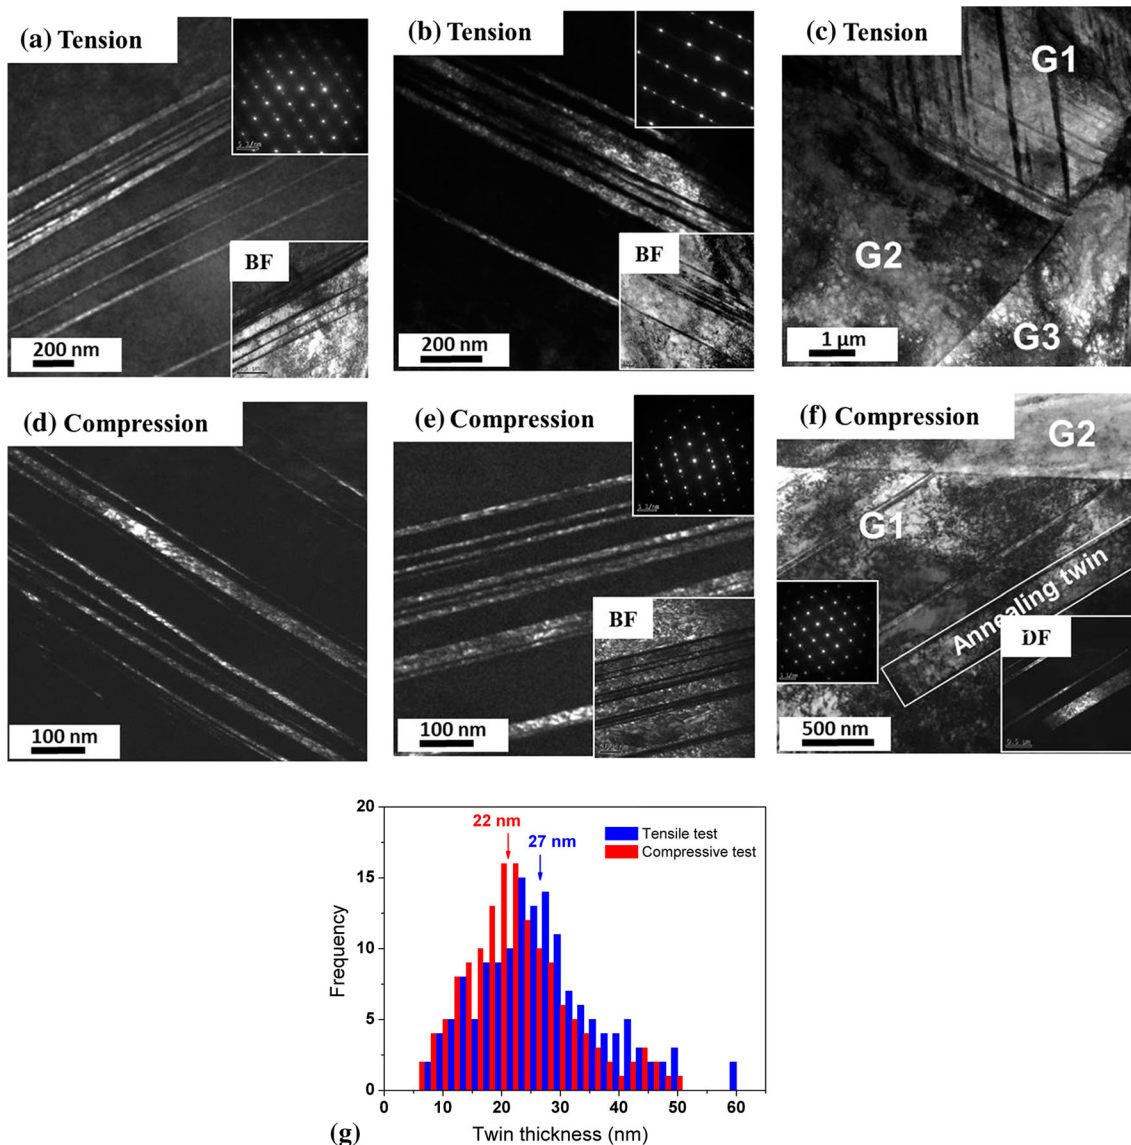 (a) Tension
(b) Tension
(c) Tension
G1
G2
G3
BF
BF
200 nm
200 nm
1 µm
(d) Compression
(e) Compression
(f) Compression
G2
G1
Annealing twin
BF
DF
100 nm
100 nm
500 nm
20
15
10
5
0
Frequency
22 nm
27 nm
Tensile test
Compressive test
0 10 20 30 40 50 60
Twin thickness (nm)
(g)